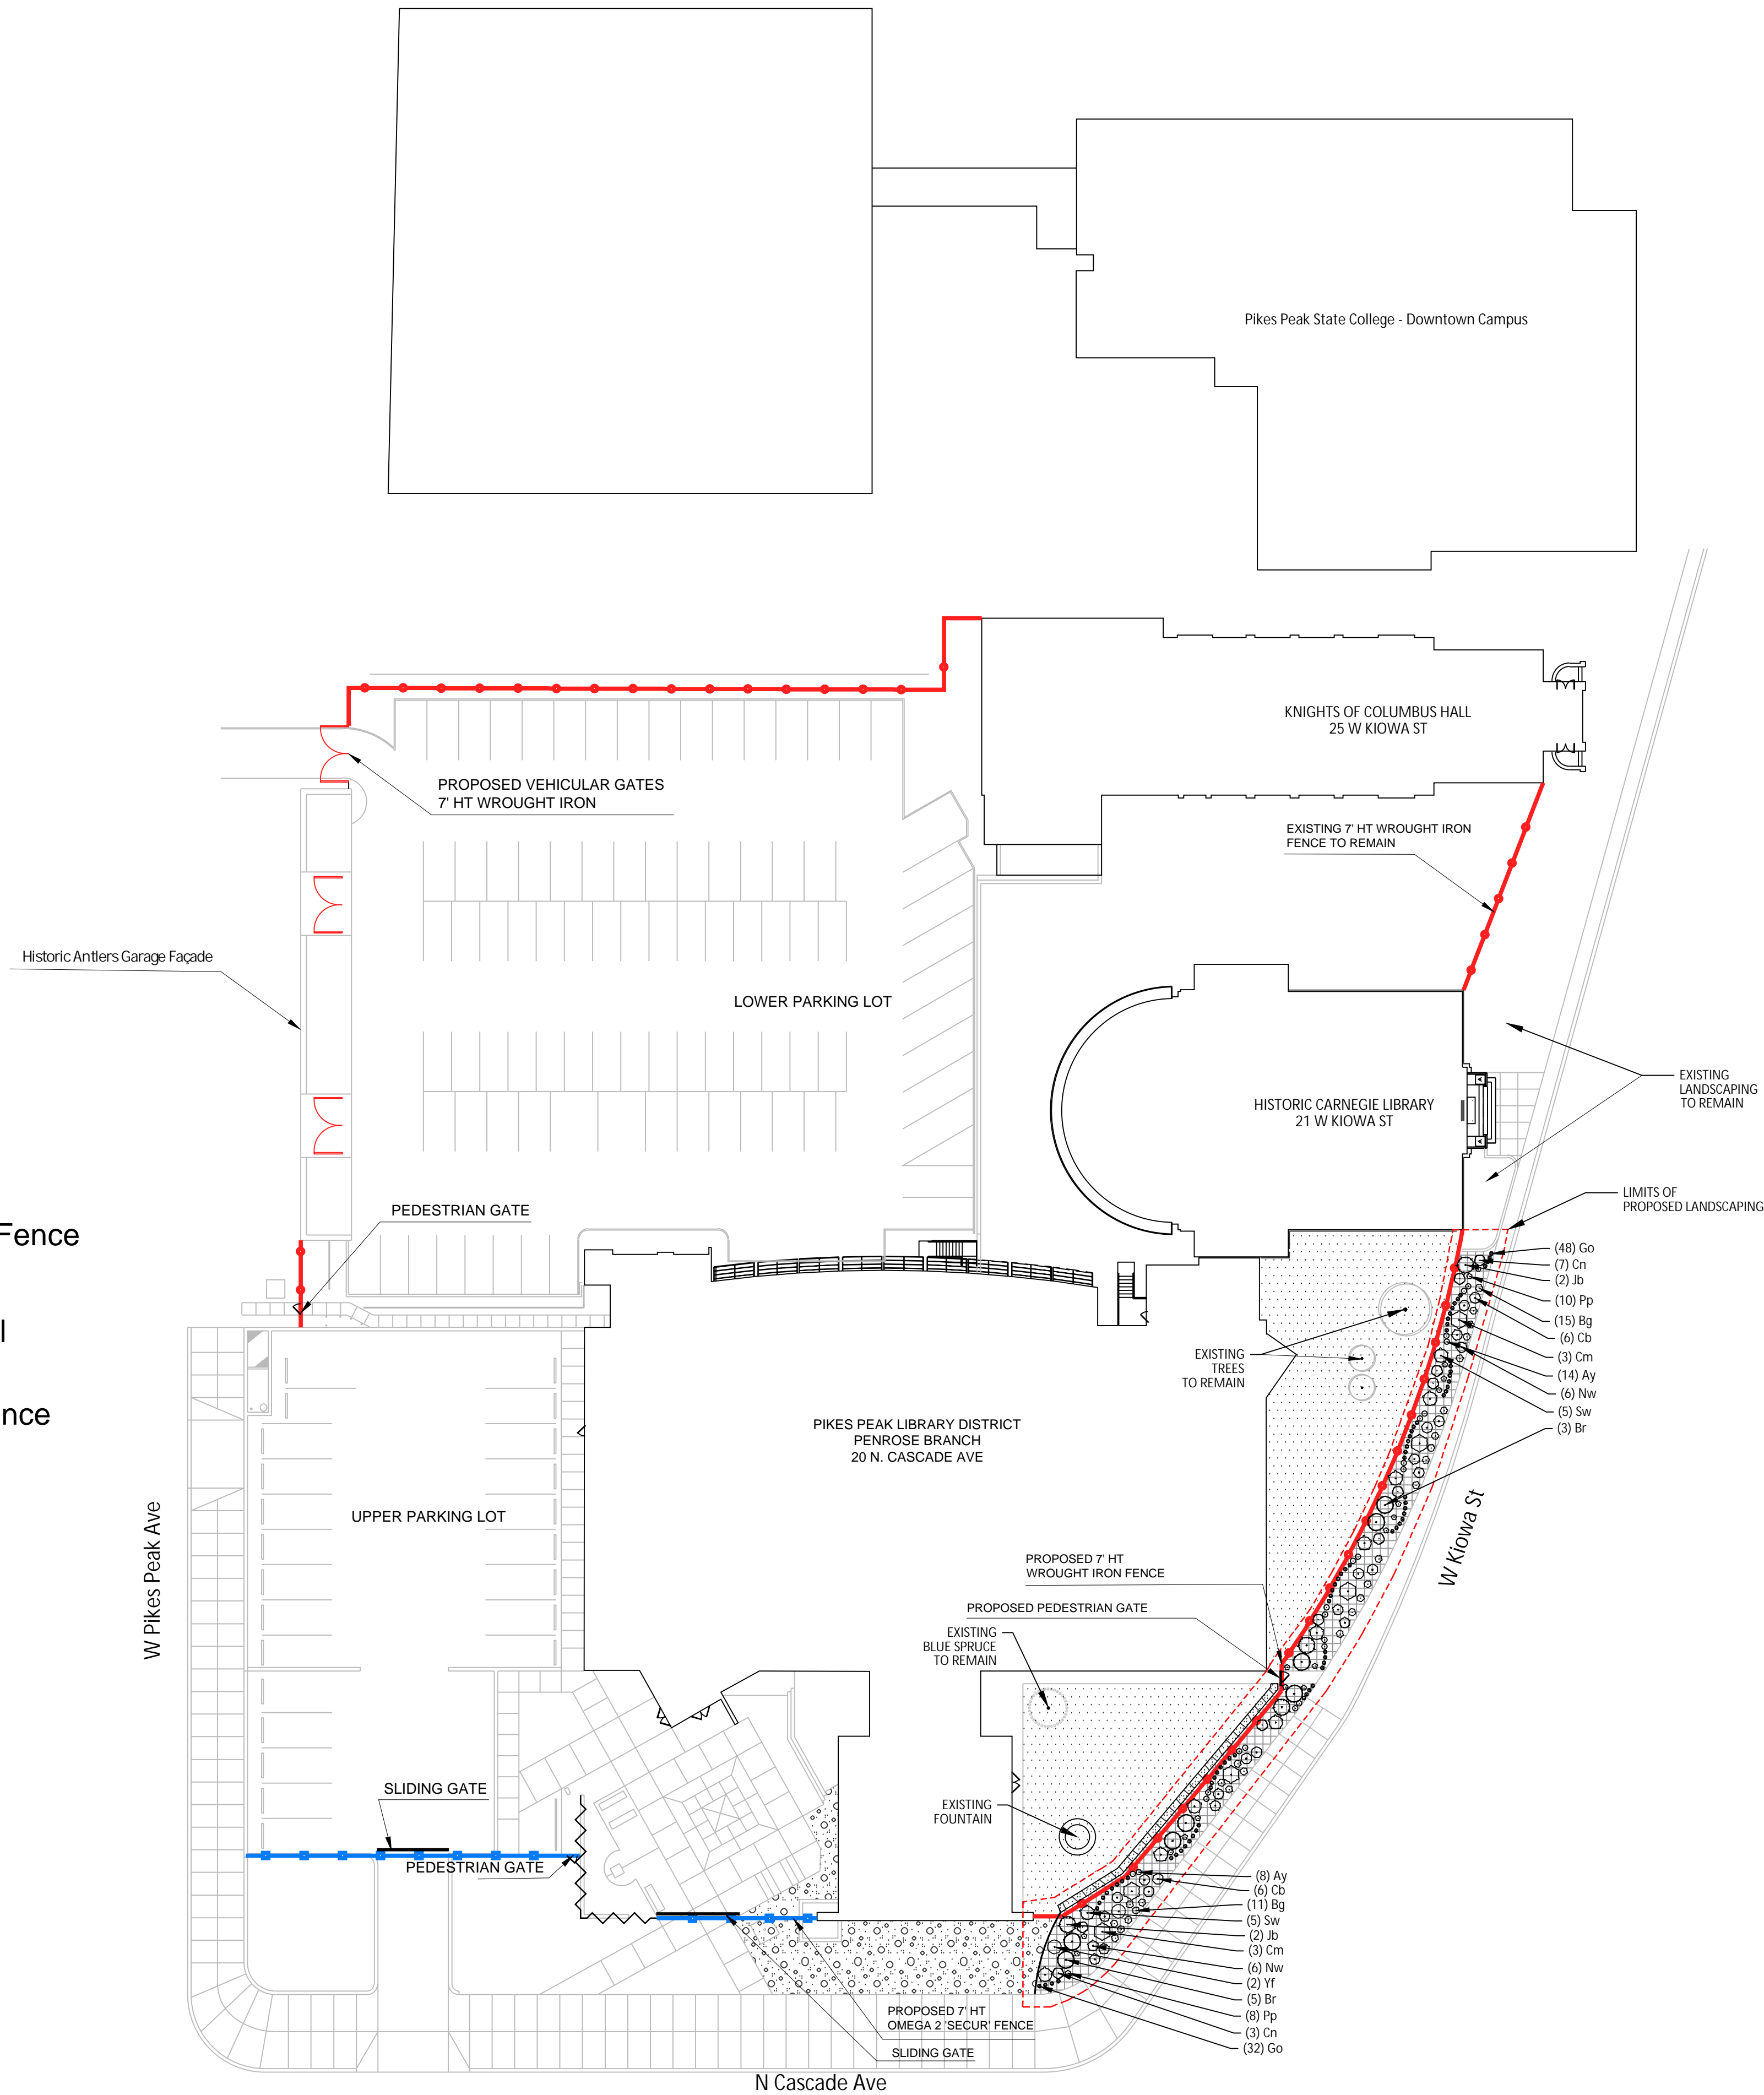 Pikes Peak State College - Downtown Campus
KNIGHTS OF COLUMBUS HALL
25 W KIOWA ST
PROPOSED VEHICULAR GATES
7' HT WROUGHT IRON
EXISTING 7' HT WROUGHT IRON
FENCE TO REMAIN
Historic Antlers Garage Façade
LOWER PARKING LOT
EXISTING
LANDSCAPING
TO REMAIN
HISTORIC CARNEGIE LIBRARY
21 W KIOWA ST
LIMITS OF
PROPOSED LANDSCAPING
PEDESTRIAN GATE
Fence
(48) Go
(7) Cn
(2) Jb
(10) Pp
(15) Bg
(6) Cb
(3) Cm
(14) Ay
(6) Nw
(5) Sw
(3) Br
l
EXISTING
TREES
TO REMAIN
nce
PIKES PEAK LIBRARY DISTRICT
PENROSE BRANCH
20 N. CASCADE AVE
UPPER PARKING LOT
W Pikes Peak Ave
W Kiowa St
PROPOSED 7' HT
WROUGHT IRON FENCE
PROPOSED PEDESTRIAN GATE
EXISTING
BLUE SPRUCE
TO REMAIN
SLIDING GATE
EXISTING
FOUNTAIN
PEDESTRIAN GATE
(8) Ay
(6) Cb
(11) Bg
(5) Sw
(2) Jb
(3) Cm
(6) Nw
(2) Yf
(5) Br
(8) Pp
(3) Cn
(32) Go
PROPOSED 7' HT
OMEGA 2 'SECUR' FENCE
SLIDING GATE
N Cascade Ave